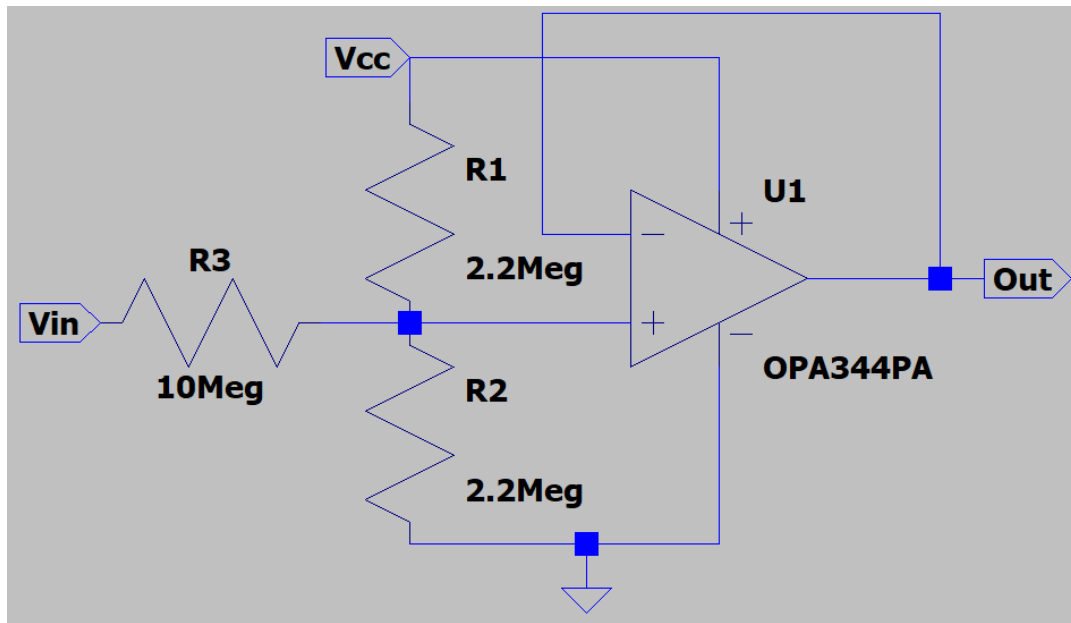 Vcc
R1
2.2Meg
U1
+
−
+
−
OPA344PA
Out
R3
Vin
10Meg
R2
2.2Meg